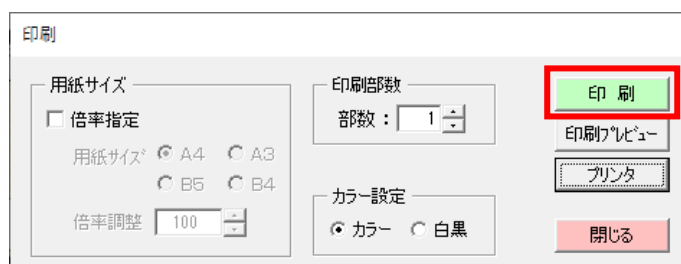 印刷
用紙サイズ
倍率指定
用紙ｻｲｽﾞ A4 A3
B5 B4
倍率調整 100
印刷部数
部数： 1
カラー設定
カラー 白黒
印 刷
印刷ﾌﾟﾚﾋﾞｭｰ
プリンタ
閉じる